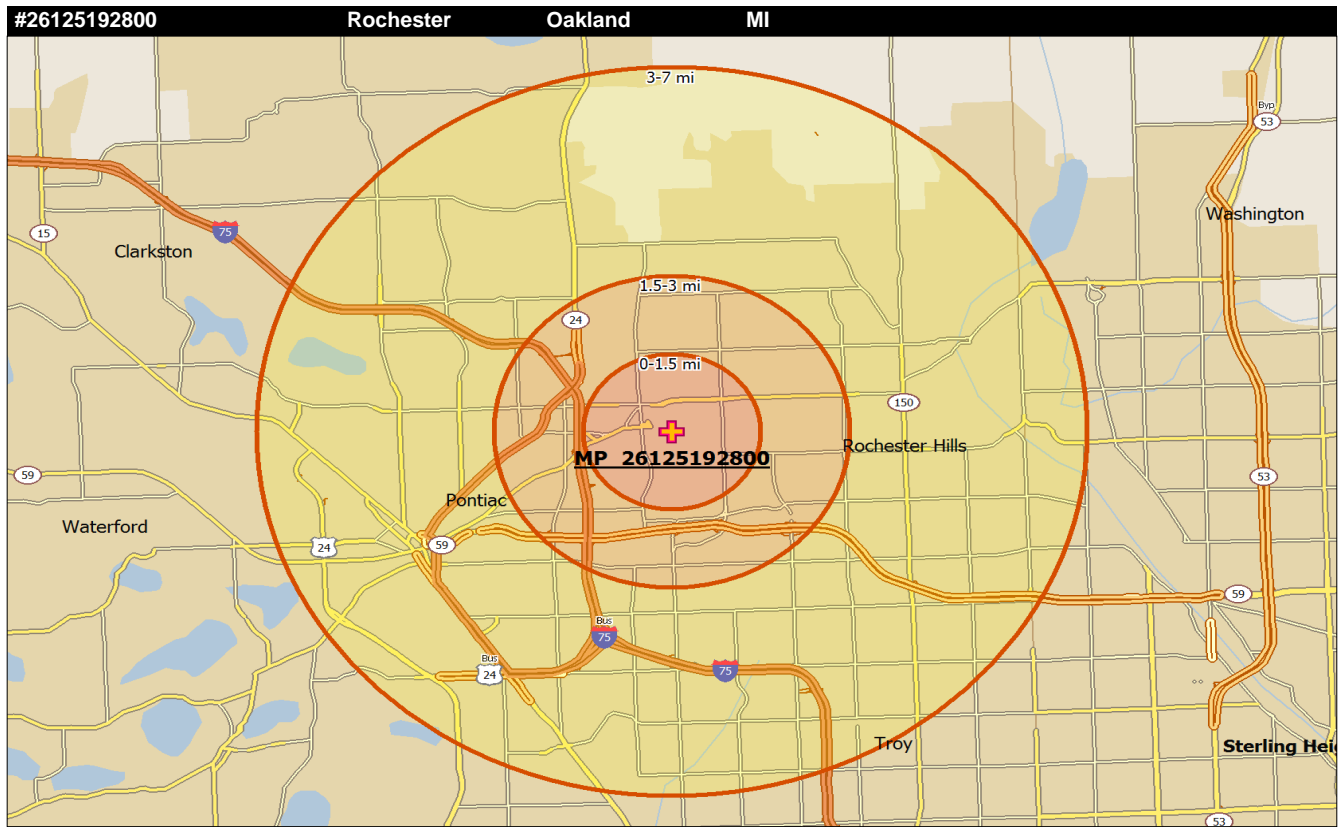 #26125192800 Rochester Oakland MI
3-7 mi
Byp
53
Washington
15
75
Clarkston
1.5-3 mi
24
0-1.5 mi
150
Rochester Hills
MP 26125192800
59
53
Pontiac
Waterford
24
59
59
Bus
75
Bus
24
75
Troy
Sterling Hei
53